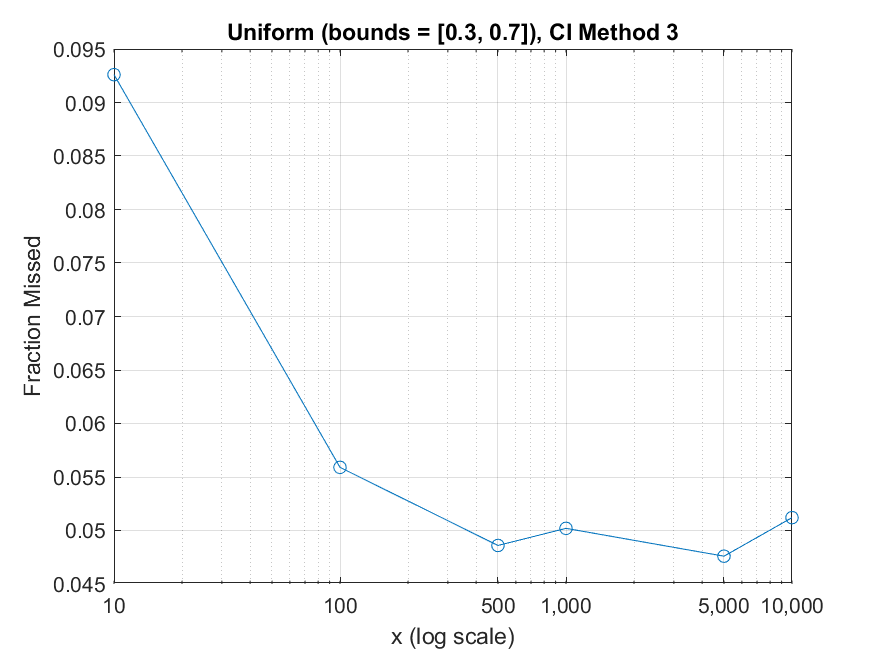 Uniform (bounds = [0.3, 0.7]), CI Method 3
0.095
0.09
0.085
0.08
0.075
0.07
0.065
0.06
0.055
0.05
0.045
Fraction Missed
10 100 500 1,000 5,000 10,000
x (log scale)